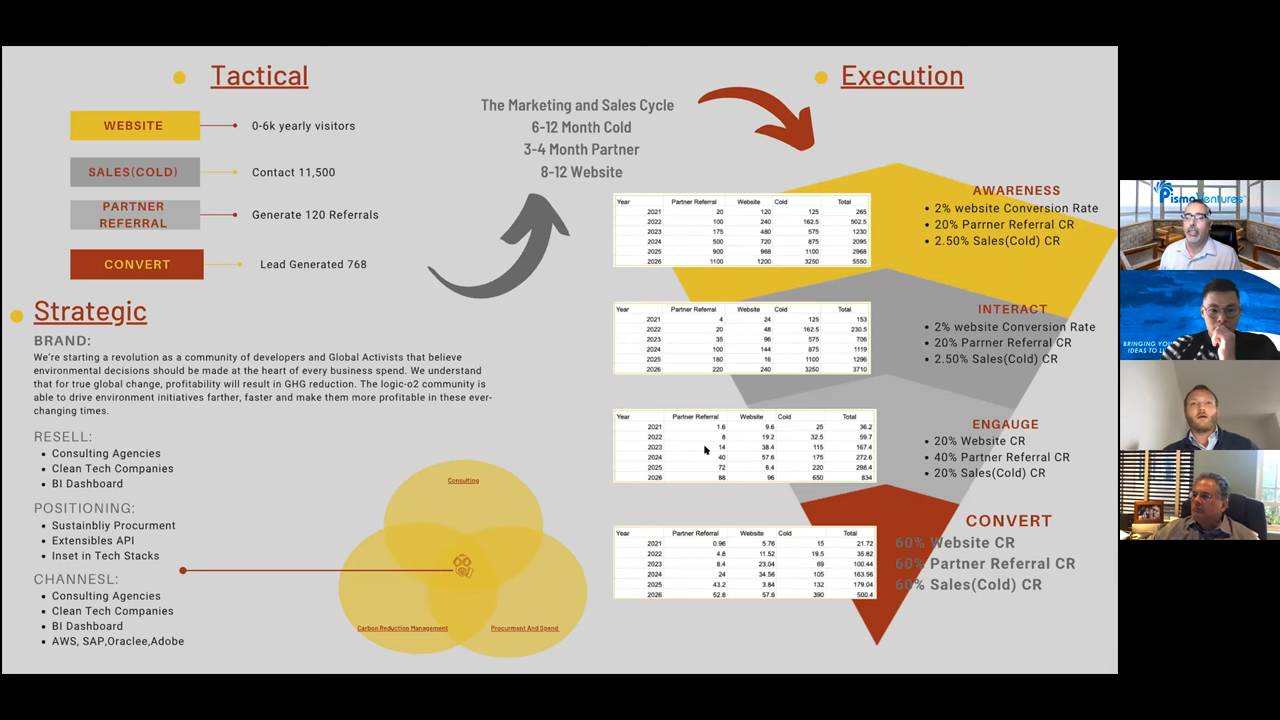 Tactical
WEBSITE
0-6k yearly visitors
SALES(COLD)
Contact 11,500
PARTNER
REFERRAL
Generate 120 Referrals
CONVERT
Lead Generated 768
Strategic
BRAND:
We're starting a revolution as a community of developers and Global Activists that believe
environmental decisions should be made at the heart of every business spend. We understand
that for true global change, profitability will result in GHG reduction. The logic-o2 community is
able to drive environment initiatives farther, faster and make them more profitable in these ever-
changing times.
RESELL:
Consulting Agencies
Clean Tech Companies
BI Dashboard
POSITIONING:
Sustainbliy Procurment
Extensibles API
Inset in Tech Stacks
CHANNESL:
Consulting Agencies
Clean Tech Companies
BI Dashboard
AWS, SAP,Oraclee,Adobe
Consulting
Carbon Reduction Management
Procurment And Spend
The Marketing and Sales Cycle
6-12 Month Cold
3-4 Month Partner
8-12 Website
Execution
Year Partner Referral Website Cold Total
2021 20 120 125 265
2022 100 240 162.5 502.5
2023 175 480 575 1230
2024 500 720 875 2095
2025 900 968 1100 2968
2026 1100 1200 3250 5550
AWARENESS
2% website Conversion Rate
20% Parrner Referral CR
2.50% Sales(Cold) CR
Year Partner Referral Website Cold Total
2021 4 24 125 153
2022 20 48 162.5 230.5
2023 35 96 575 706
2024 100 144 875 1119
2025 180 16 1100 1296
2026 220 240 3250 3710
INTERACT
2% website Conversion Rate
20% Parrner Referral CR
2.50% Sales(Cold) CR
Year Partner Referral Website Cold Total
2021 1.6 9.6 25 36.2
2022 8 19.2 32.5 59.7
2023 14 38.4 115 167.4
2024 40 57.6 175 272.6
2025 72 6.4 220 298.4
2026 88 96 650 834
ENGAUGE
20% Website CR
40% Parrner Referral CR
20% Sales(Cold) CR
Year Partner Referral Website Cold Total
2021 0.96 5.76 15 21.72
2022 4.8 11.52 19.5 35.82
2023 8.4 23.04 69 100.44
2024 24 34.56 105 163.56
2025 43.2 3.84 132 179.04
2026 52.8 57.6 390 500.4
CONVERT
60% Website CR
60% Parrner Referral CR
60% Sales(Cold) CR
Pismo Ventures
BRINGING YOU
IDEAS TO LI